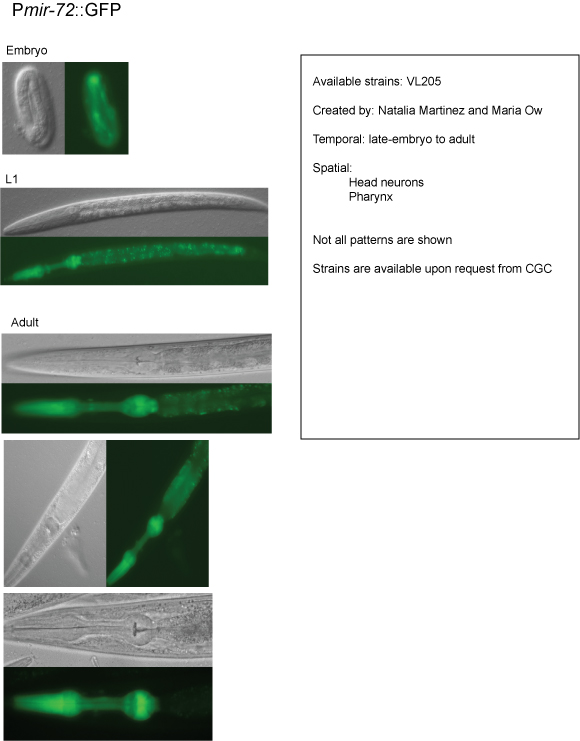 Pmir-72::GFP
Embryo
L1
Adult
Available strains: VL205
Created by: Natalia Martinez and Maria Ow
Temporal: late-embryo to adult
Spatial:
Head neurons
Pharynx
Not all patterns are shown
Strains are available upon request from CGC